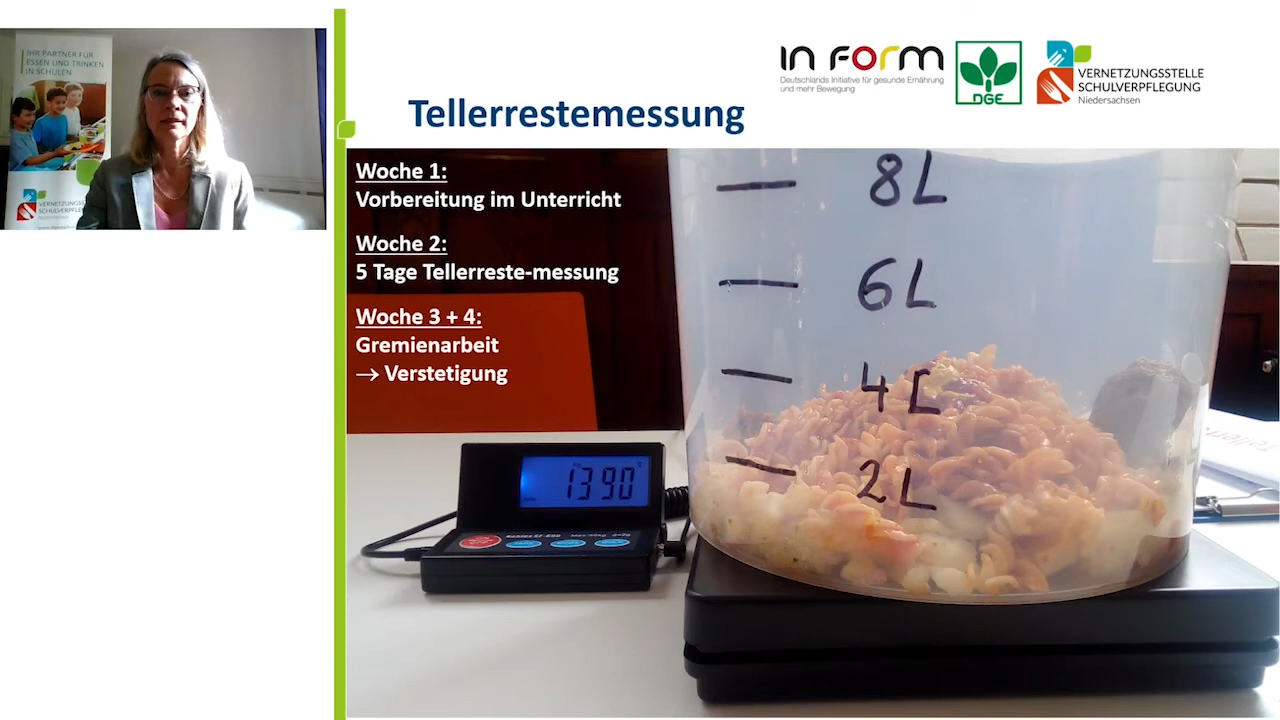 IHR PARTNER FÜR
ESSEN UND TRINKEN
IN SCHULEN
VERNETZUNGS
SCHULVERPFLEG
IN FORM
Deutschlands Initiative für gesunde Ernährung
und mehr Bewegung
DGE
VERNETZUNGSSTELLE
SCHULVERPFLEGUNG
Niedersachsen
Tellerrestemessung
Woche 1:
Vorbereitung im Unterricht
Woche 2:
5 Tage Tellerreste-messung
Woche 3 + 4:
Gremienarbeit
→ Verstetigung
8L
6L
4L
2L
1390